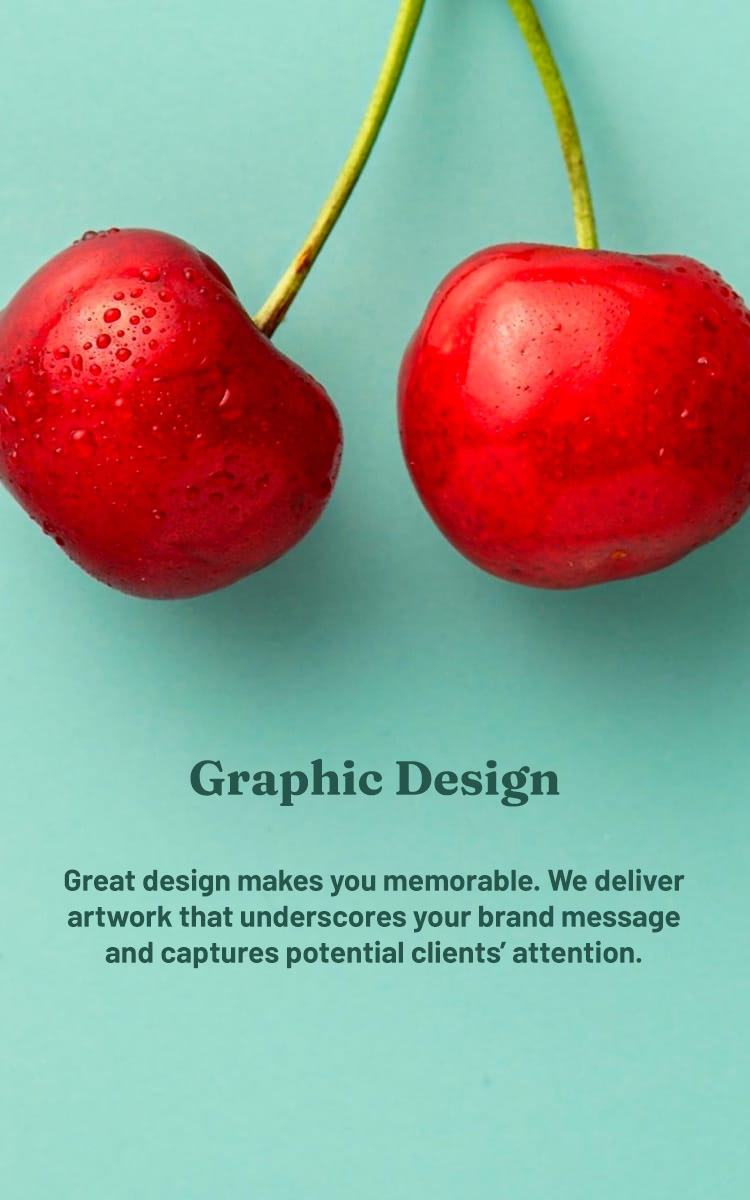 Graphic Design
Great design makes you memorable. We deliver
artwork that underscores your brand message
and captures potential clients’ attention.